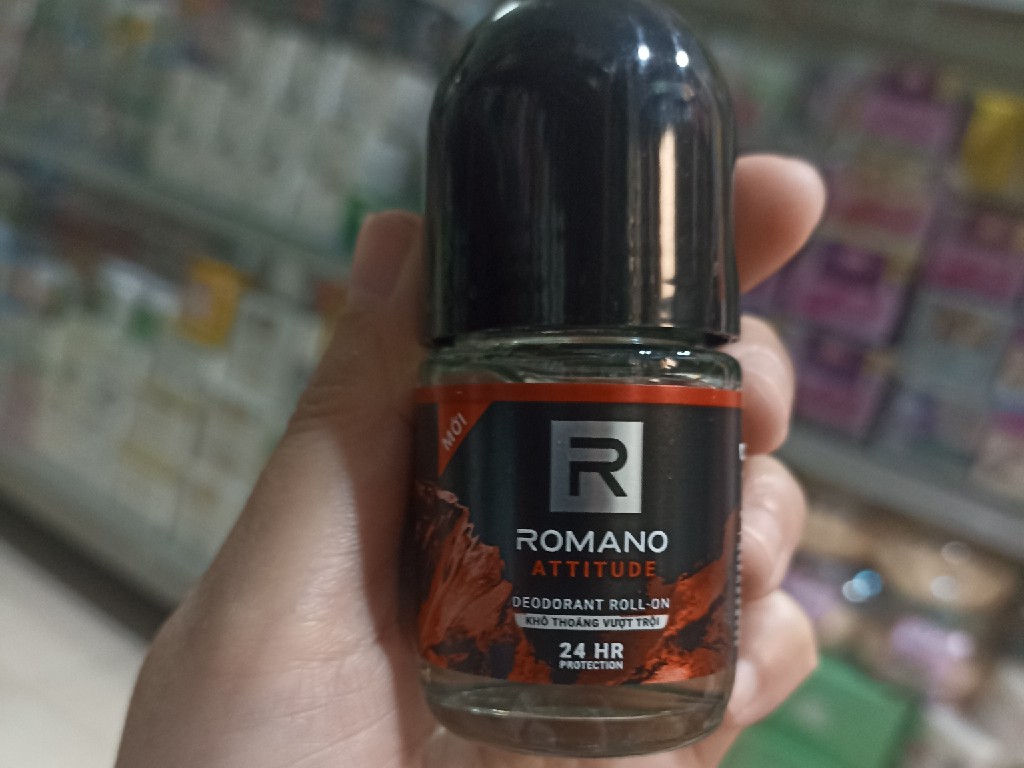 MỚI
R
ROMANO
ATTITUDE
DEODORANT ROLL-ON
KHÔ THOÁNG VƯỢT TRỘI
24 HR
PROTECTION